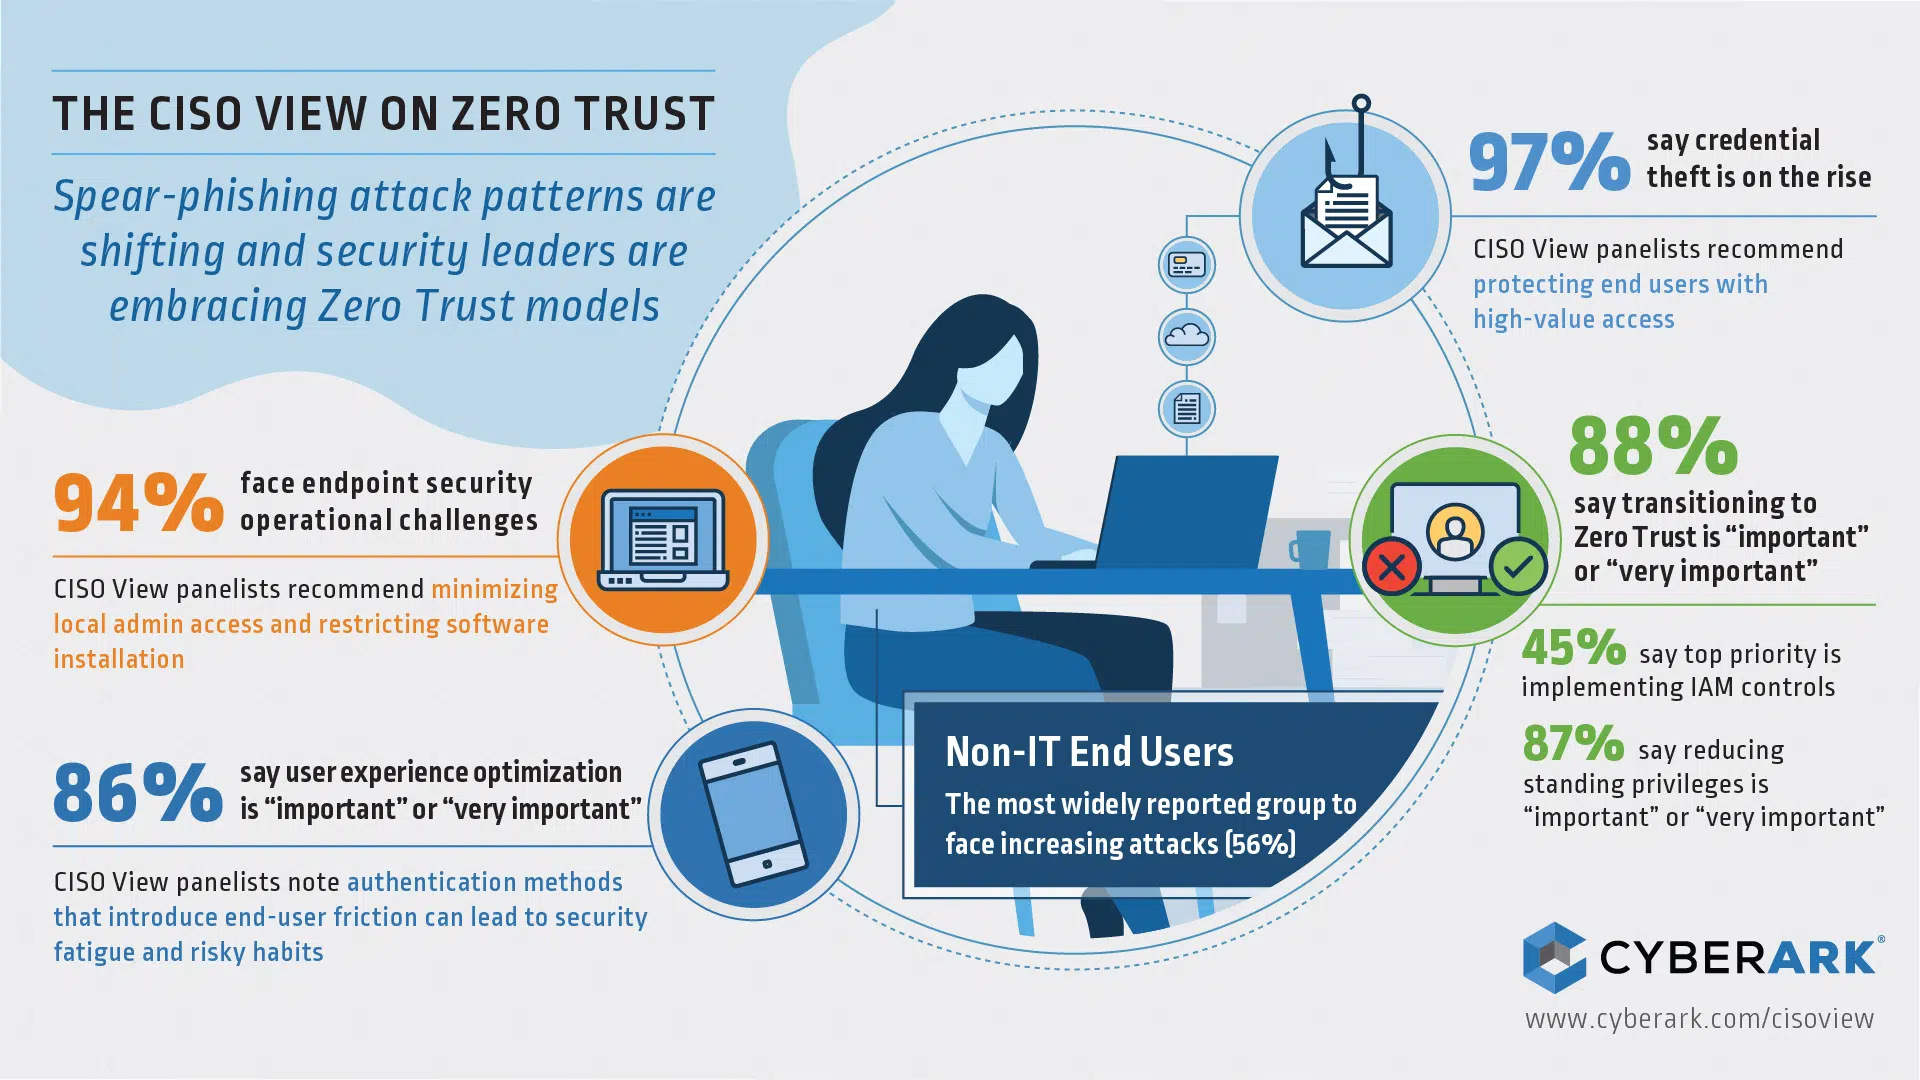 THE CISO VIEW ON ZERO TRUST
Spear-phishing attack patterns are
shifting and security leaders are
embracing Zero Trust models
97% say credential
theft is on the rise
CISO View panelists recommend
protecting end users with
high-value access
94% face endpoint security
operational challenges
CISO View panelists recommend minimizing
local admin access and restricting software
installation
88%
say transitioning to
Zero Trust is “important”
or “very important”
45% say top priority is
implementing IAM controls
87% say reducing
standing privileges is
“important” or “very important”
86% say user experience optimization
is “important” or “very important”
CISO View panelists note authentication methods
that introduce end-user friction can lead to security
fatigue and risky habits
Non-IT End Users
The most widely reported group to
face increasing attacks (56%)
CYBERARK®
www.cyberark.com/cisoview